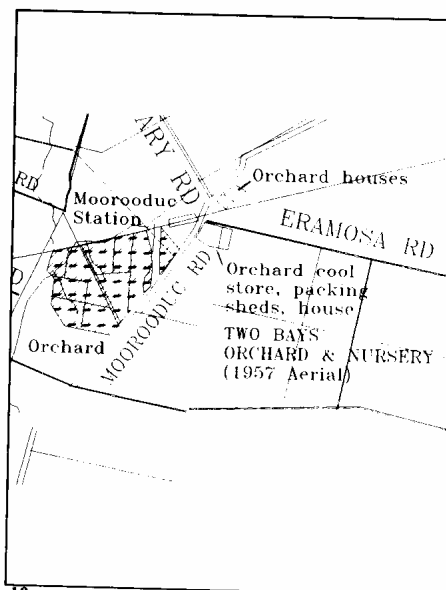 ARY RD
Orchard houses
RD
Moorooduc
Station
ERAMOSA RD
Orchard cool
store, packing
sheds, house
D
MOOROODUC RD
TWO BAYS
ORCHARD & NURSERY
(1957 Aerial)
Orchard